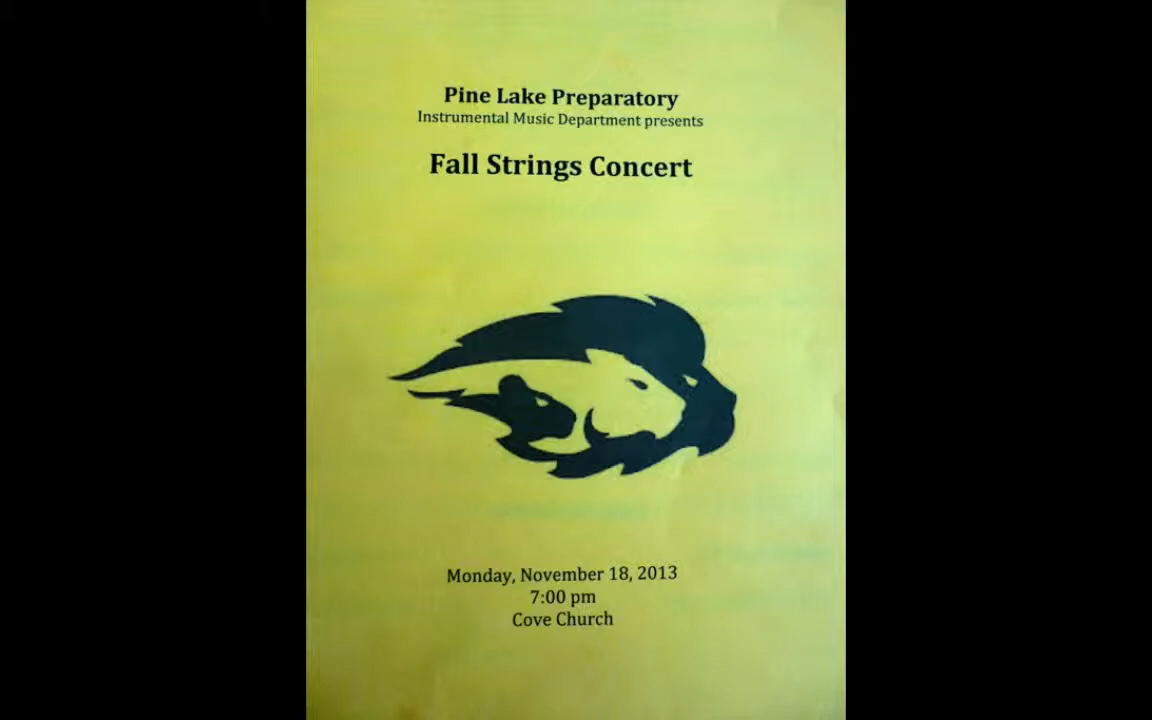 Pine Lake Preparatory
Instrumental Music Department presents
Fall Strings Concert
Monday, November 18, 2013
7:00 pm
Cove Church